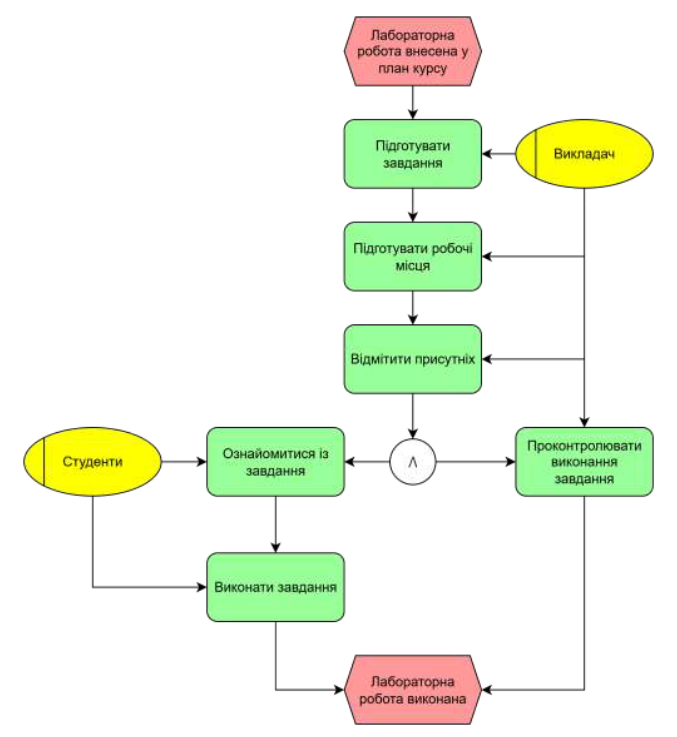 Лабораторна
робота внесена у
план курсу
Підготувати
завдання
Викладач
Підготувати робочі
місця
Відмітити присутніх
Студенти
Ознайомитися із
завдання
Λ
Проконтролювати
виконання
завдання
Виконати завдання
Лабораторна
робота виконана